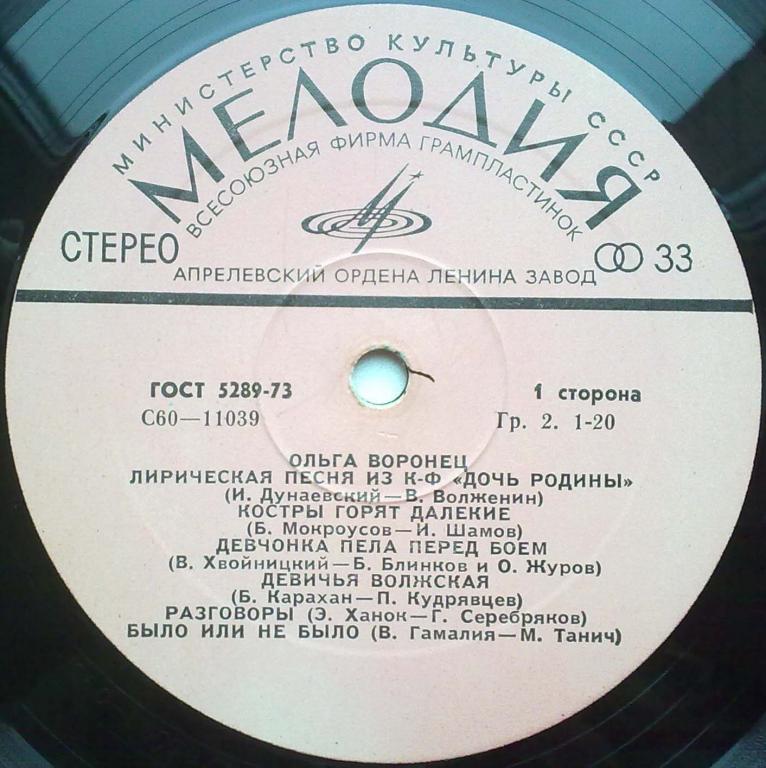 МИНИСТЕРСТВО КУЛЬТУРЫ СССР
МЕЛОДИЯ
ВСЕСОЮЗНАЯ ФИРМА ГРАМПЛАСТИНОК
СТЕРЕО 33
АПРЕЛЕВСКИЙ ОРДЕНА ЛЕНИНА ЗАВОД
ГОСТ 5289-73 1 сторона
С60—11039 Гр. 2. 1-20
ОЛЬГА ВОРОНЕЦ
ЛИРИЧЕСКАЯ ПЕСНЯ ИЗ К-Ф «ДОЧЬ РОДИНЫ»
(И. Дунаевский—В. Волженин)
КОСТРЫ ГОРЯТ ДАЛЕКИЕ
(Б. Мокроусов—И. Шамов)
ДЕВЧОНКА ПЕЛА ПЕРЕД БОЕМ
(В. Хвойницкий—Б. Блинков и О. Журов)
ДЕВИЧЬЯ ВОЛЖСКАЯ
(Б. Карахан—П. Кудрявцев)
РАЗГОВОРЫ (Э. Ханок—Г. Серебряков)
БЫЛО ИЛИ НЕ БЫЛО (В. Гамалия—М. Танич)